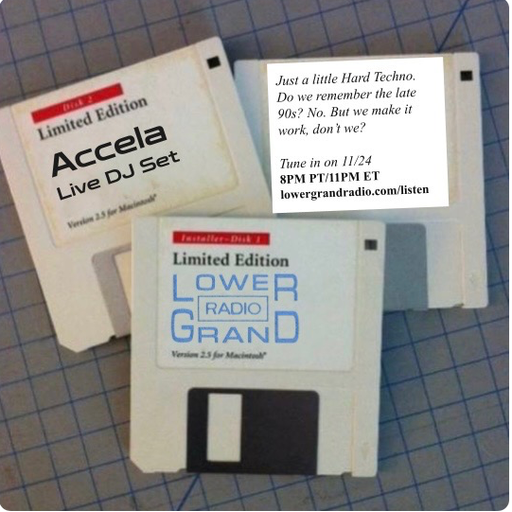 Disk 2
Limited Edition
Accela
Live DJ Set
Version 2.5 for Macintosh®
Just a little Hard Techno.
Do we remember the late
90s? No. But we make it
work, don't we?
Tune in on 11/24
8PM PT/11PM ET
lowergrandradio.com/listen
Installer–Disk 1
Limited Edition
LOWER
RADIO
GRAND
Version 2.5 for Macintosh®